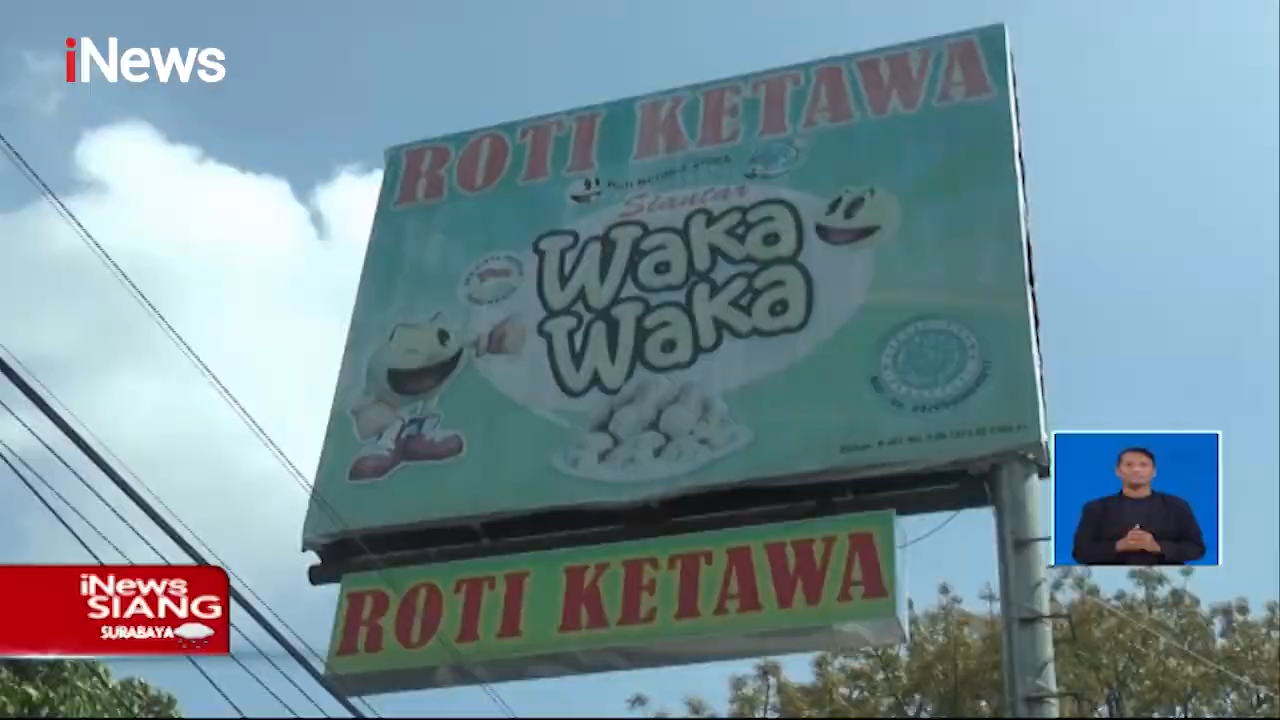 iNews
ROTI KETAWA
Siantar
Waka
Waka
ROTI KETAWA
iNews
SIANG
SURABAYA